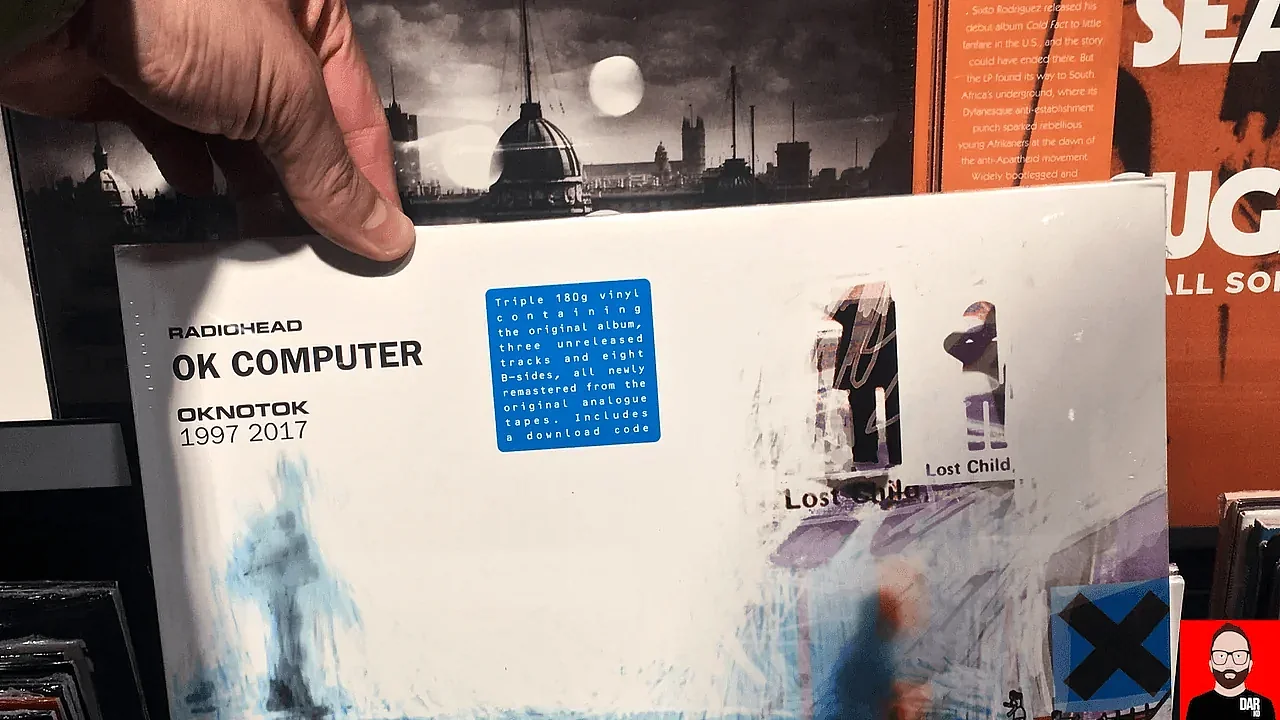 . Sixto Rodriguez released his
debut album Cold Fact to little
fanfare in the U.S., and the story
could have ended there. But
the LP found its way to South
Africa's underground, where its
Dylanesque anti-establishment
punch sparked rebellious
young Afrikaners at the dawn of
the anti-Apartheid movement.
Widely bootlegged and
SEA
UG
ALL SO
RADIOHEAD
OK COMPUTER
OKNOTOK
1997 2017
Triple 180g vinyl
containing
the original album,
three unreleased
tracks and eight
B-sides, all newly
remastered from the
original analogue
tapes. Includes
a download code
Lost Child,
Lost Child,
DAR
KO